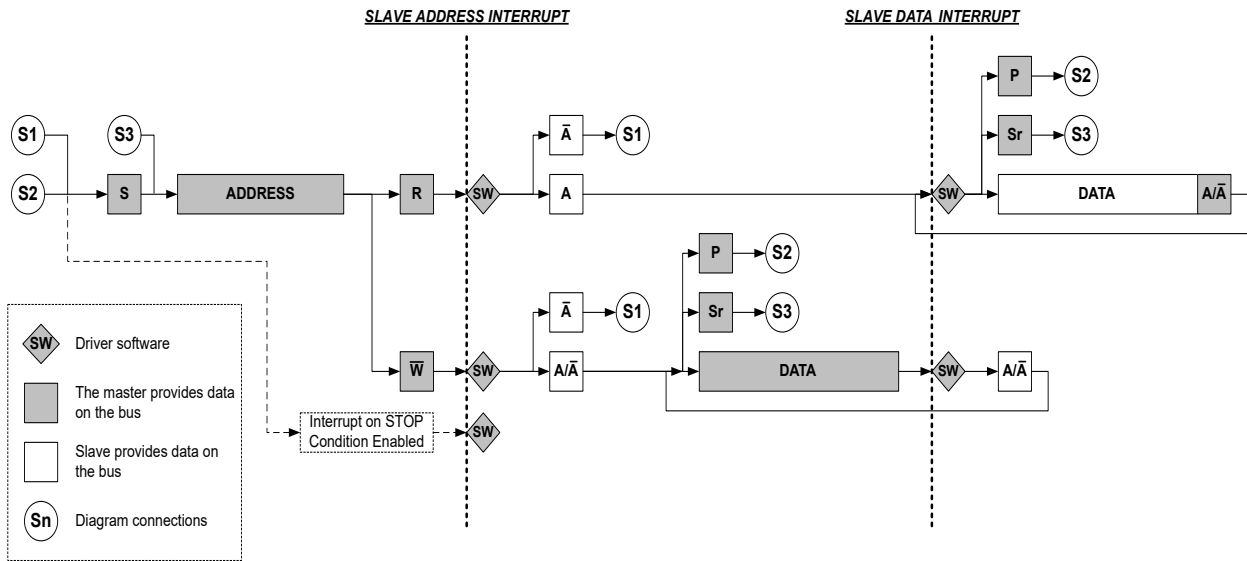 SLAVE ADDRESS INTERRUPT
SLAVE DATA INTERRUPT
P
S2
S1
S3
A̅
S1
Sr
S3
S2
S
ADDRESS
R
SW
A
SW
DATA
A/A̅
P
S2
A̅
S1
Sr
S3
W̅
SW
A/A̅
DATA
SW
A/A̅
Interrupt on STOP
Condition Enabled
SW
SW
Driver software
The master provides data
on the bus
Slave provides data on
the bus
Sn
Diagram connections